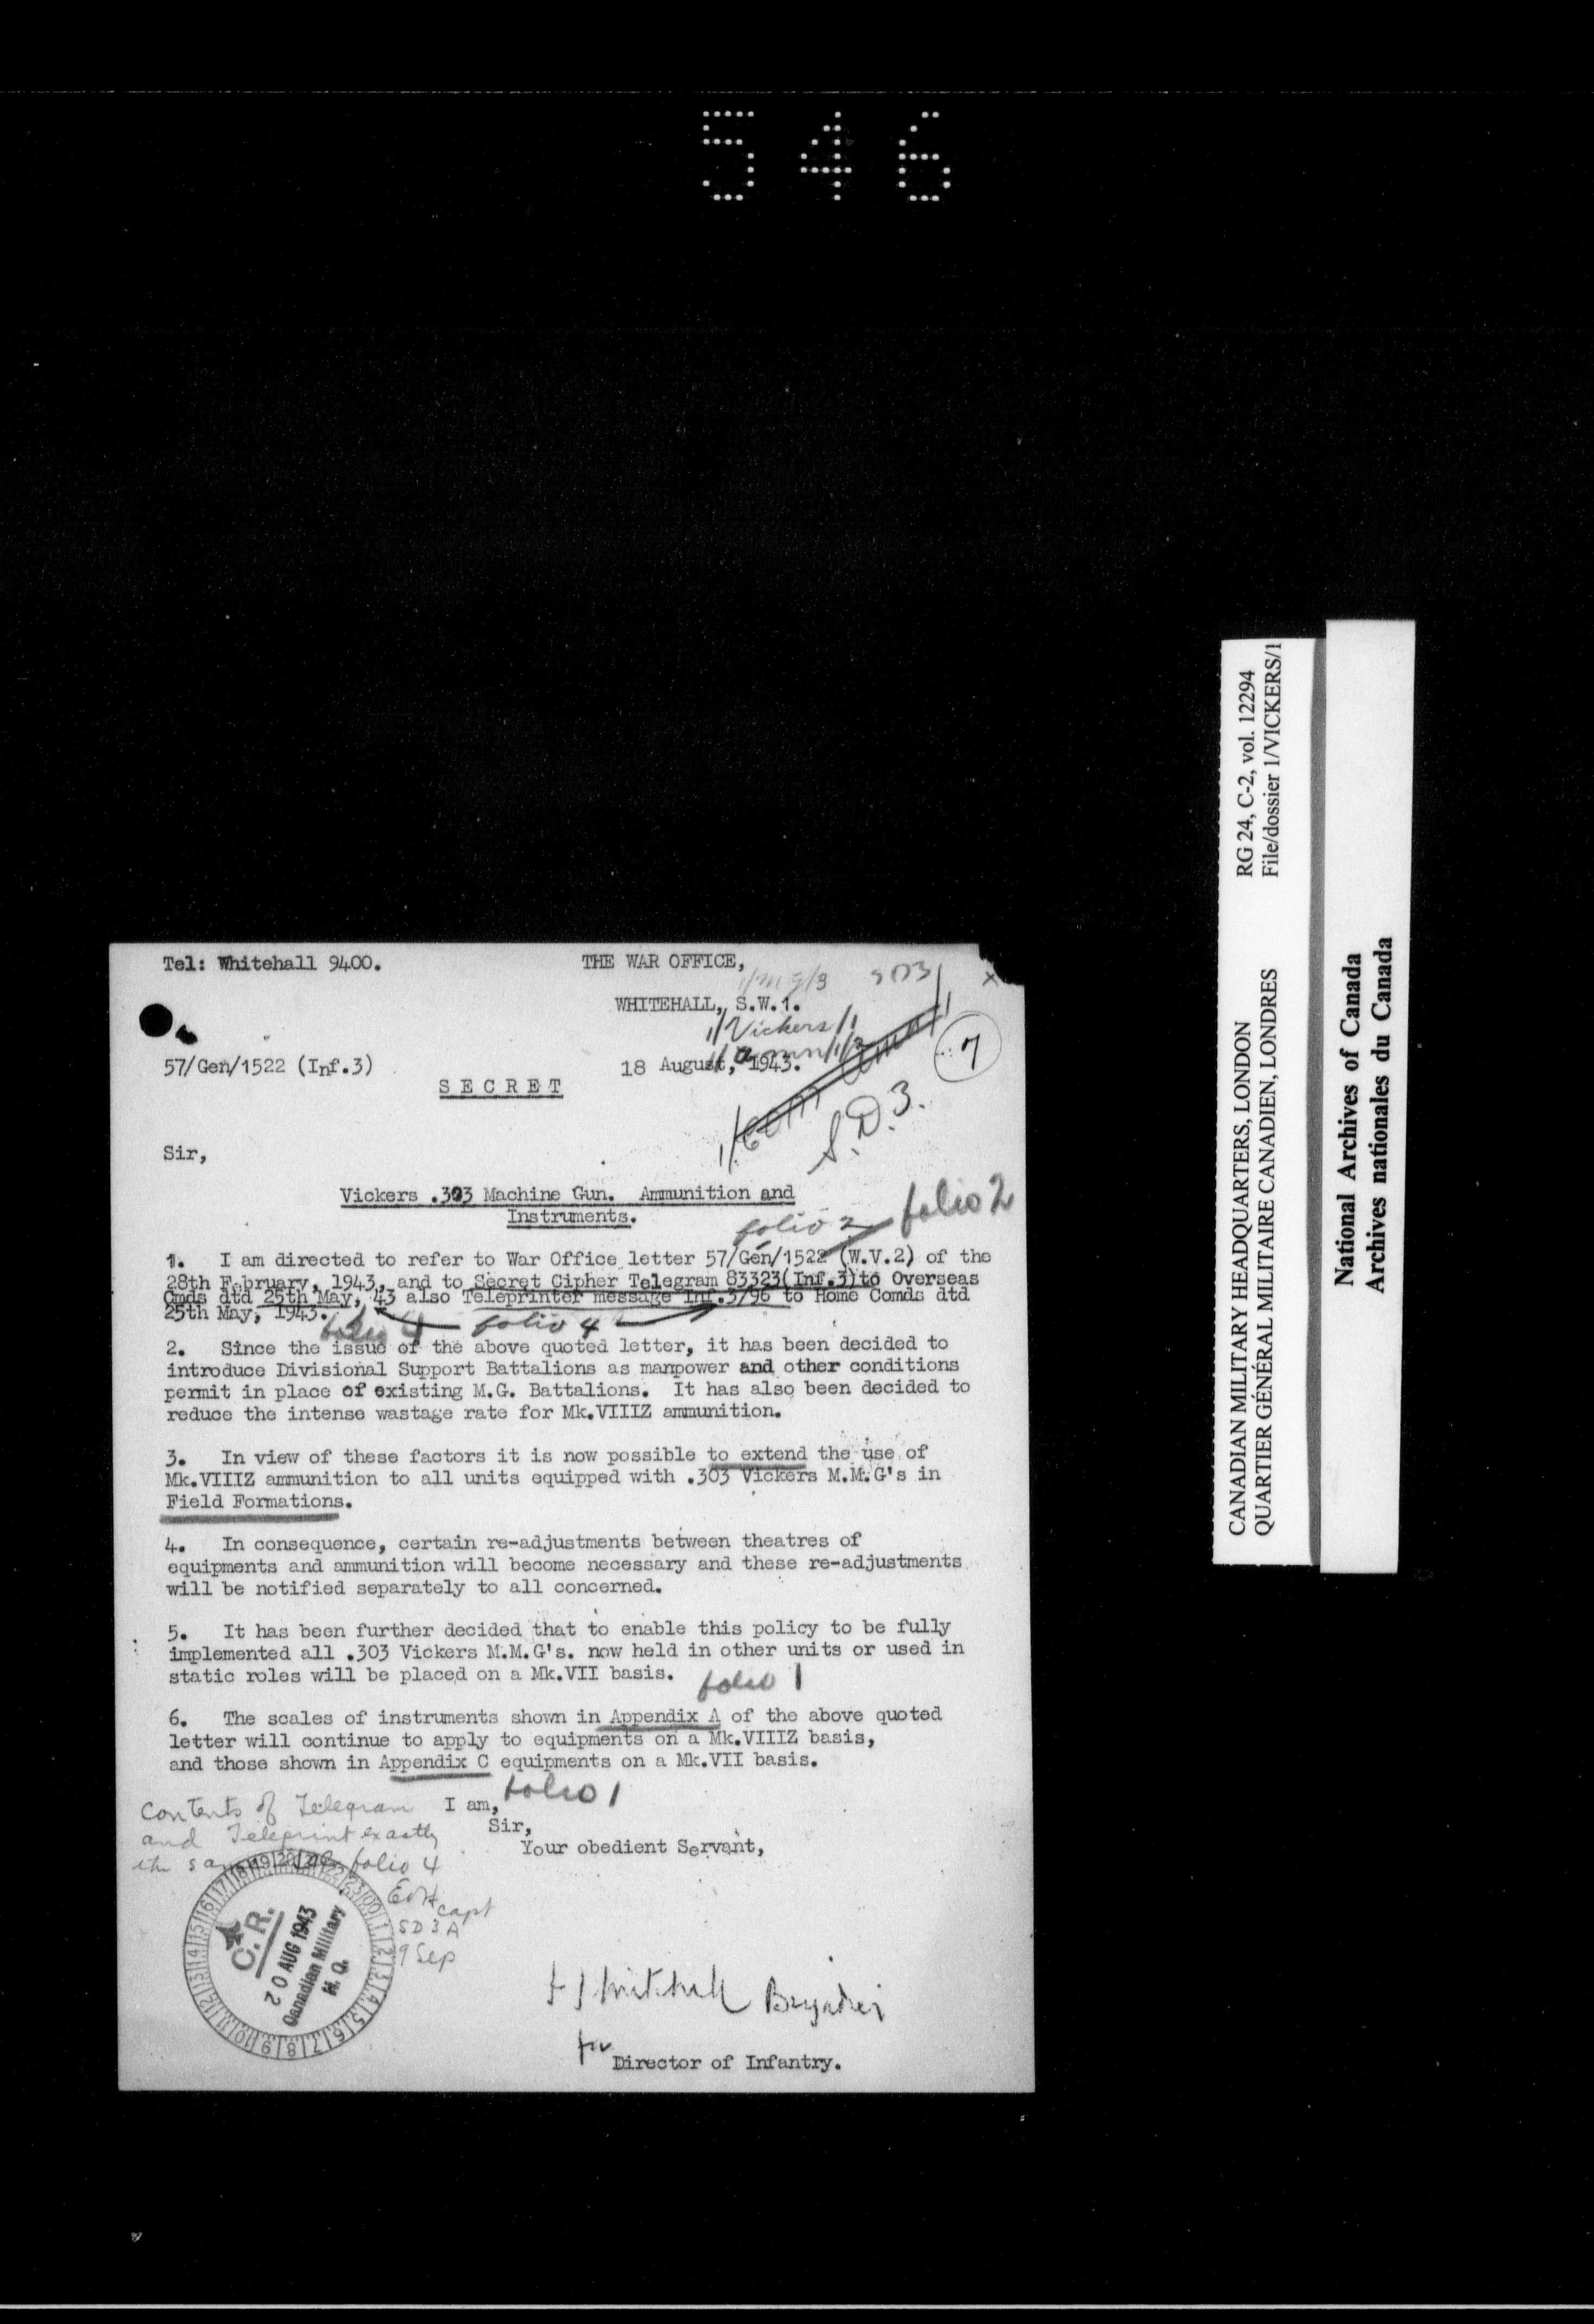 546
Tel: Whitehall 9400.
THE WAR OFFICE,
SD3
WHITEHALL, S.W.1.
1/Vickers/1
57/Gen/1522 (Inf.3)
18 August, 1943.
7
SECRET
S.D.3.
Sir,
Vickers .303 Machine Gun. Ammunition and
Instruments.
folio 2
folio 2
1. I am directed to refer to War Office letter 57/Gen/1522 (W.V.2) of the
28th February, 1943, and to Secret Cipher Telegram 83323(Inf.3)to Overseas
Cmds dtd 25th May, 43 also Teleprinter message Inf.3/96 to Home Comds dtd
25th May, 1943.
folio 4
folio 4
2. Since the issue of the above quoted letter, it has been decided to
introduce Divisional Support Battalions as manpower and other conditions
permit in place of existing M.G. Battalions. It has also been decided to
reduce the intense wastage rate for Mk.VIIIZ ammunition.
3. In view of these factors it is now possible to extend the use of
Mk.VIIIZ ammunition to all units equipped with .303 Vickers M.M.G's in
Field Formations.
4. In consequence, certain re-adjustments between theatres of
equipments and ammunition will become necessary and these re-adjustments
will be notified separately to all concerned.
5. It has been further decided that to enable this policy to be fully
implemented all .303 Vickers M.M.G's. now held in other units or used in
static roles will be placed on a Mk.VII basis.
folio 1
6. The scales of instruments shown in Appendix A of the above quoted
letter will continue to apply to equipments on a Mk.VIIIZ basis,
and those shown in Appendix C equipments on a Mk.VII basis.
folio 1
I am,
Sir,
Your obedient Servant,
Contents of Telegram
and Teleprint exactly
the folio 4
Capt
SD3A
9 Sep
C.R.
20 AUG 1943
Canadian Military
H.Q.
Mitchell Brigadier
for
Director of Infantry.
CANADIAN MILITARY HEADQUARTERS, LONDON
QUARTIER GÉNÉRAL MILITAIRE CANADIEN, LONDRES
RG 24, C-2, vol. 12294
File/dossier 1/VICKERS/1
National Archives of Canada
Archives nationales du Canada